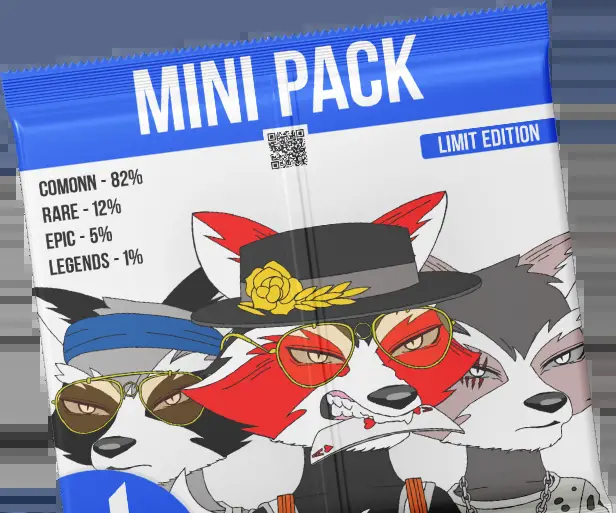 MINI PACK
LIMIT EDITION
COMONN - 82%
RARE - 12%
EPIC - 5%
LEGENDS - 1%
A